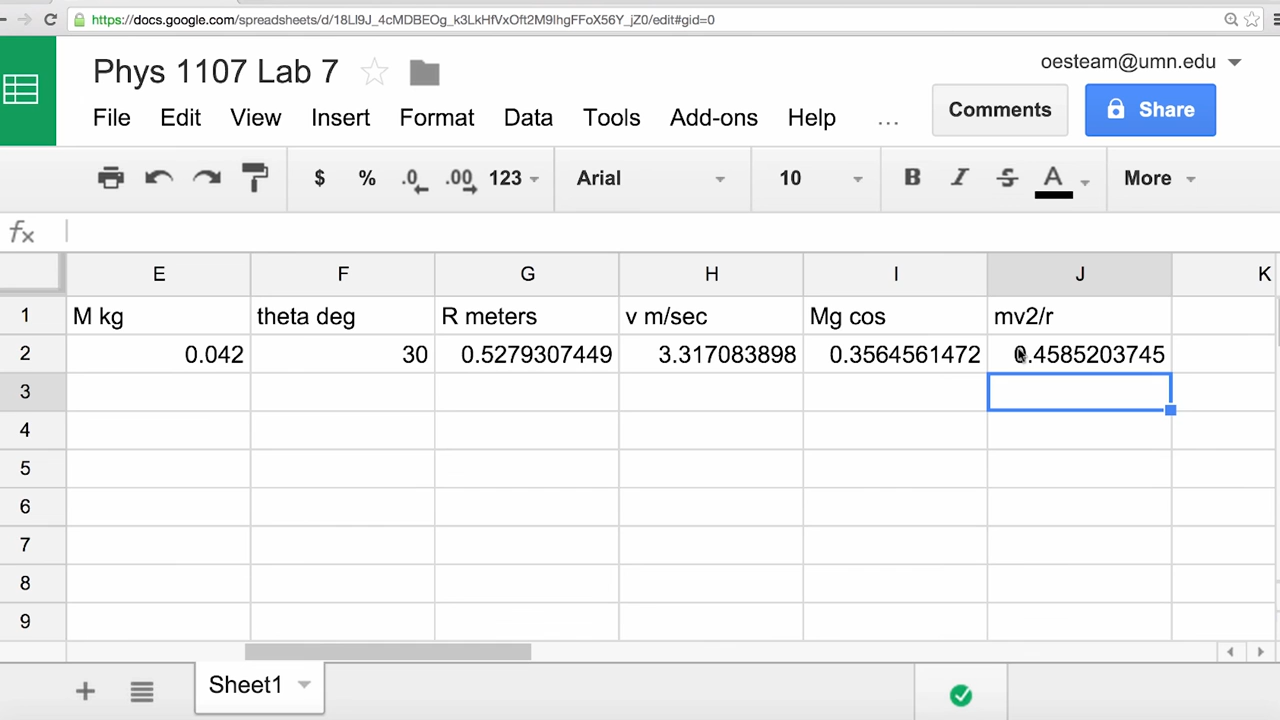 https://docs.google.com/spreadsheets/d/18Ll9J_4cMDBEOg_k3LkHfVxOft2M9lhgFFoX56Y_jZ0/edit#gid=0
Phys 1107 Lab 7
oesteam@umn.edu
File Edit View Insert Format Data Tools Add-ons Help ...
Comments
Share
$ % .0 .00 123 Arial 10 B I S A More
fx
E F G H I J K
1 M kg theta deg R meters v m/sec Mg cos mv2/r
2 0.042 30 0.5279307449 3.317083898 0.3564561472 0.4585203745
3
4
5
6
7
8
9
Sheet1